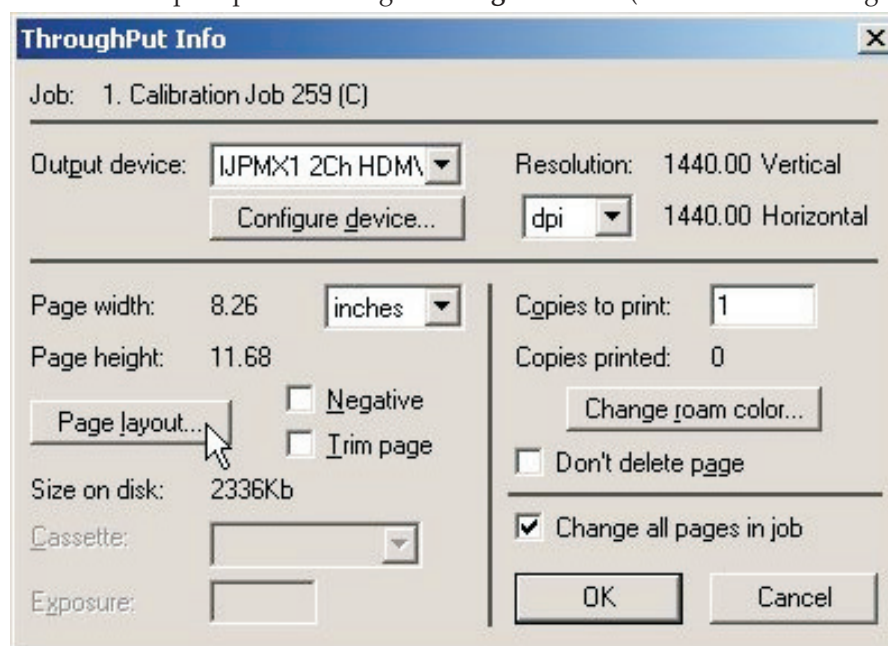 ThroughPut Info
Job: 1. Calibration Job 259 (C)
Output device: IJPMX1 2Ch HDM
Configure device...
Resolution: 1440.00 Vertical
dpi 1440.00 Horizontal
Page width: 8.26 inches
Page height: 11.68
Page layout...
Negative
Trim page
Size on disk: 2336Kb
Cassette:
Exposure:
Copies to print: 1
Copies printed: 0
Change roam color...
Don't delete page
Change all pages in job
OK Cancel